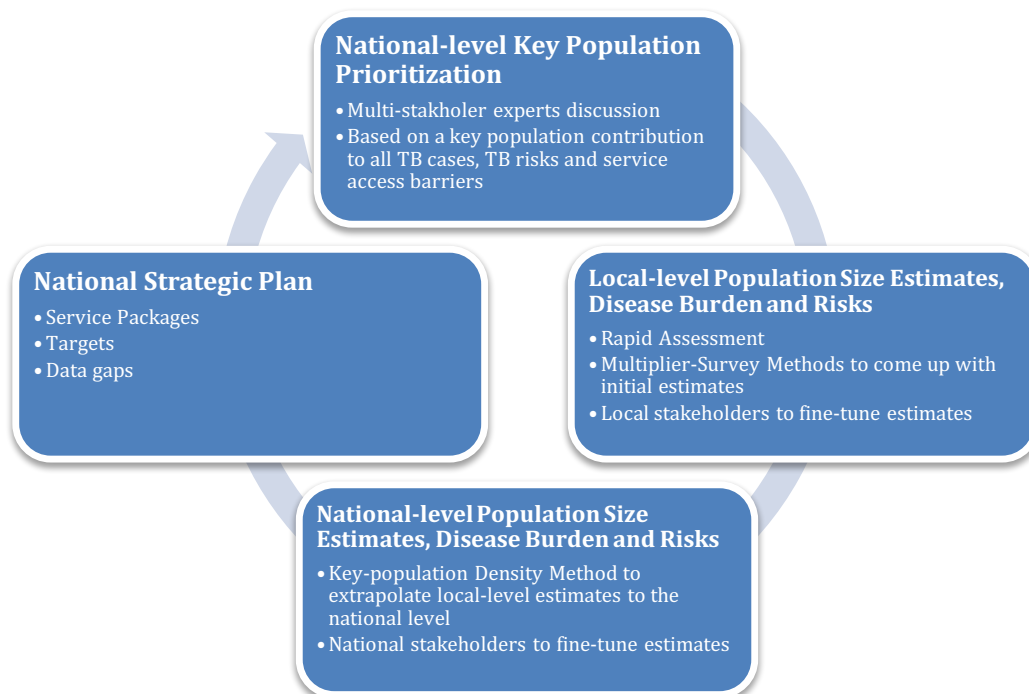 National-level Key Population
Prioritization
• Multi-stakholer experts discussion
• Based on a key population contribution
to all TB cases, TB risks and service
access barriers
Local-level Population Size Estimates,
Disease Burden and Risks
• Rapid Assessment
• Multiplier-Survey Methods to come up with
initial estimates
• Local stakeholders to fine-tune estimates
National-level Population Size
Estimates, Disease Burden and Risks
• Key-population Density Method to
extrapolate local-level estimates to the
national level
• National stakeholders to fine-tune estimates
National Strategic Plan
• Service Packages
• Targets
• Data gaps